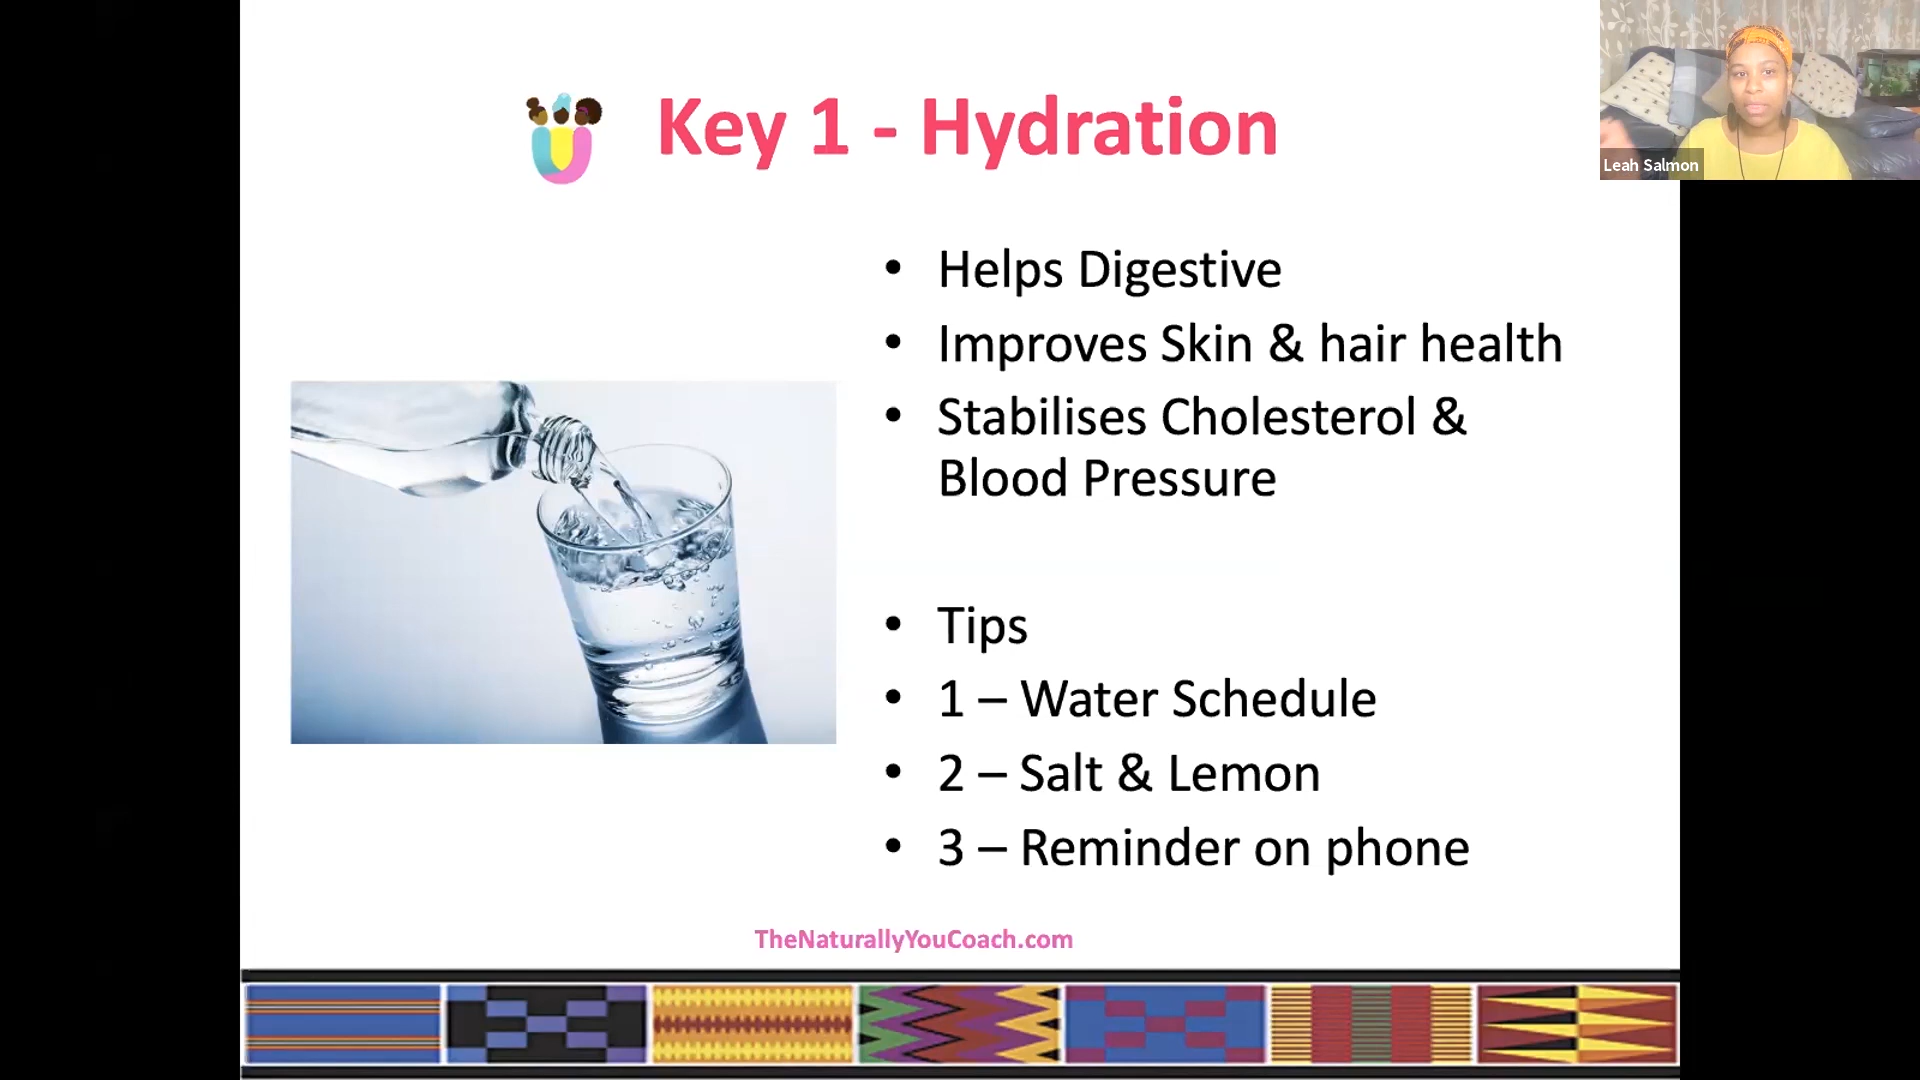 Key 1 - Hydration
Leah Salmon
• Helps Digestive
• Improves Skin & hair health
• Stabilises Cholesterol &
Blood Pressure
• Tips
• 1 – Water Schedule
• 2 – Salt & Lemon
• 3 – Reminder on phone
TheNaturallyYouCoach.com